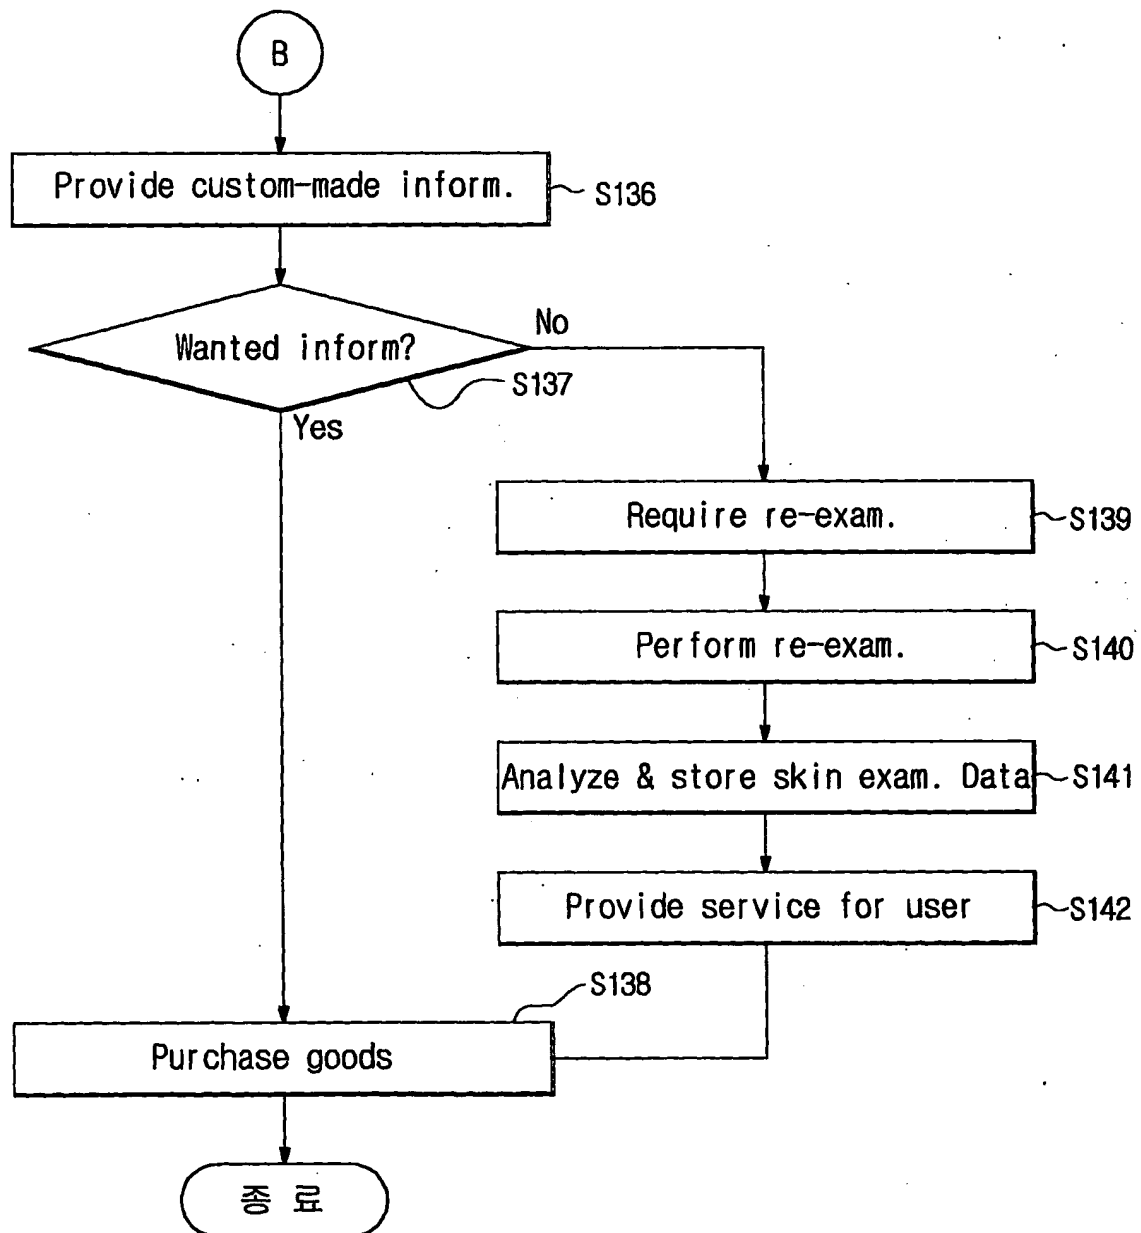 B
Provide custom-made inform.
S136
Wanted inform?
No
S137
Yes
Require re-exam.
S139
Perform re-exam.
S140
Analyze & store skin exam. Data
S141
Provide service for user
S142
S138
Purchase goods
종 료